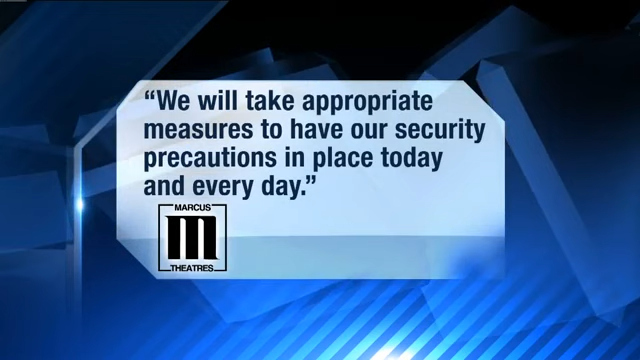 “We will take appropriate
measures to have our security
precautions in place today
and every day.”
MARCUS
M
THEATRES